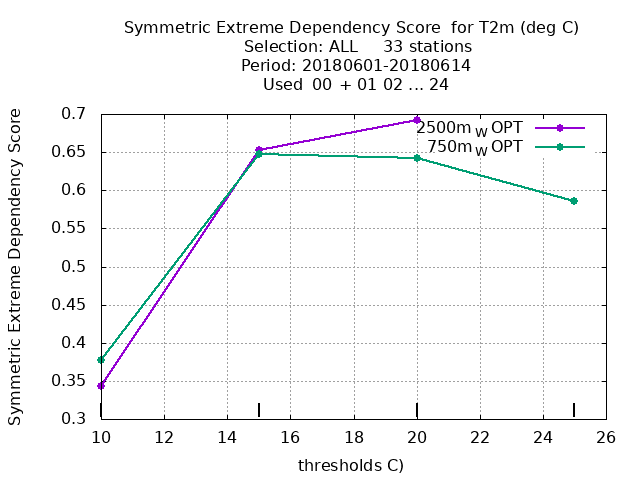 Symmetric Extreme Dependency Score  for T2m (deg C)
Selection: ALL     33 stations
Period: 20180601-20180614
Used  00 + 01 02 ... 24
Symmetric Extreme Dependency Score
0.7
0.65
0.6
0.55
0.5
0.45
0.4
0.35
0.3
2500m W OPT
750m W OPT
10 12 14 16 18 20 22 24 26
thresholds C)